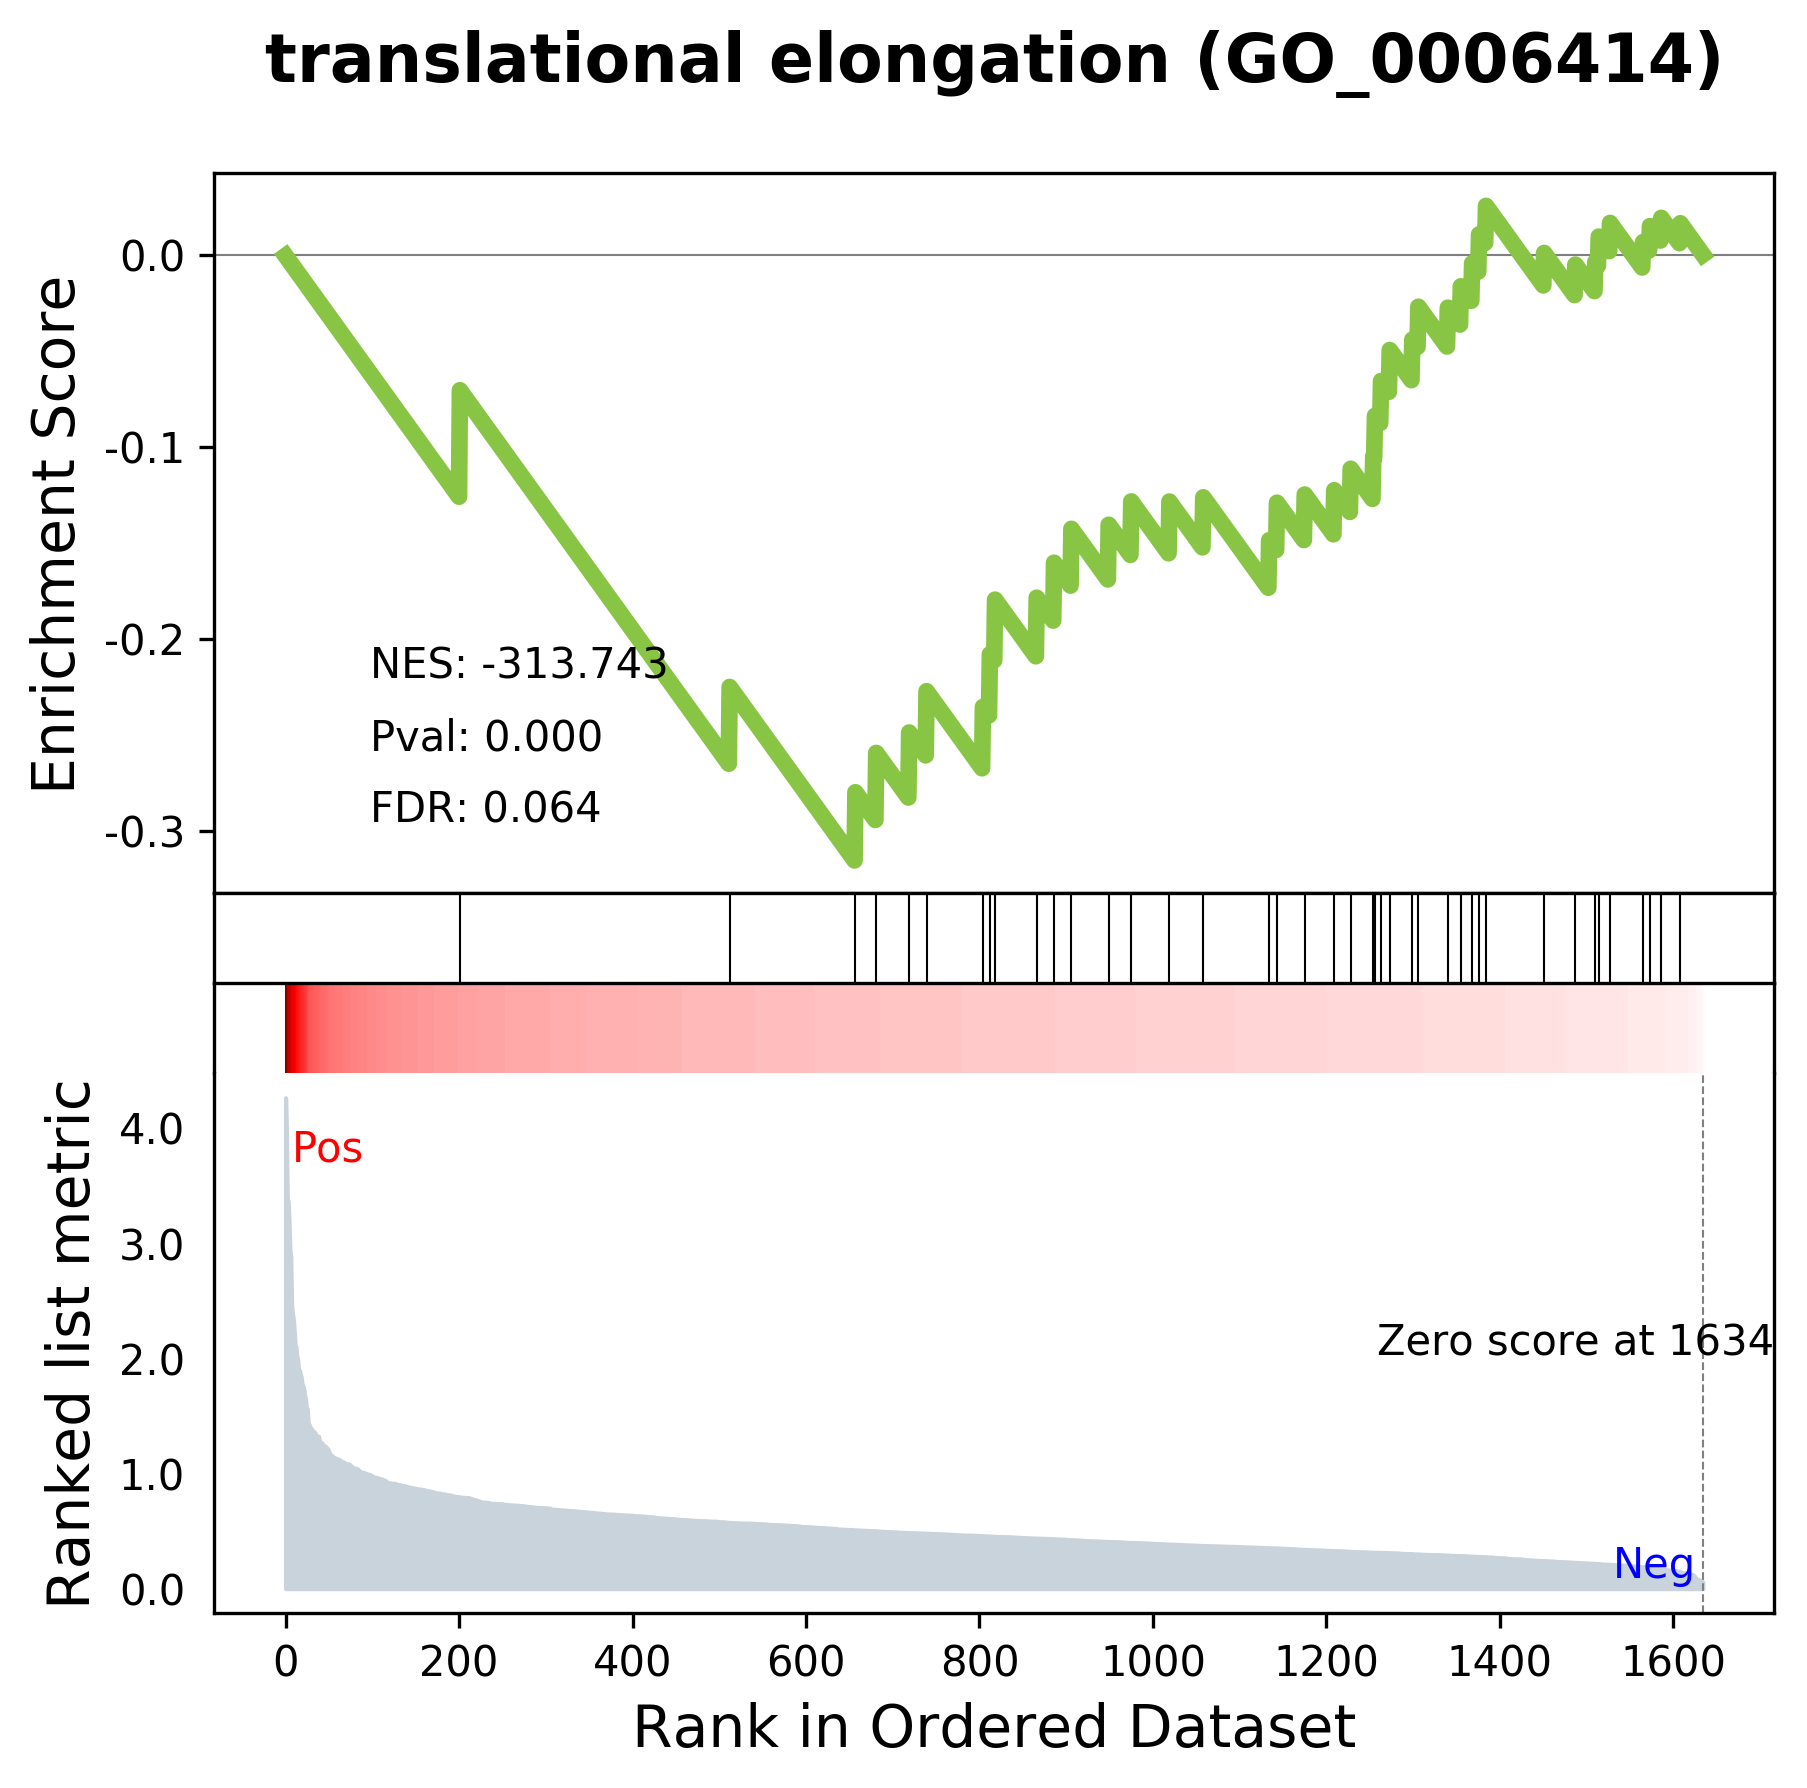 translational elongation (GO_0006414)
Enrichment Score
0.0
-0.1
-0.2
-0.3
NES: -313.743
Pval: 0.000
FDR: 0.064
Ranked list metric
4.0
3.0
2.0
1.0
0.0
Pos
Zero score at 1634
Neg
0 200 400 600 800 1000 1200 1400 1600
Rank in Ordered Dataset